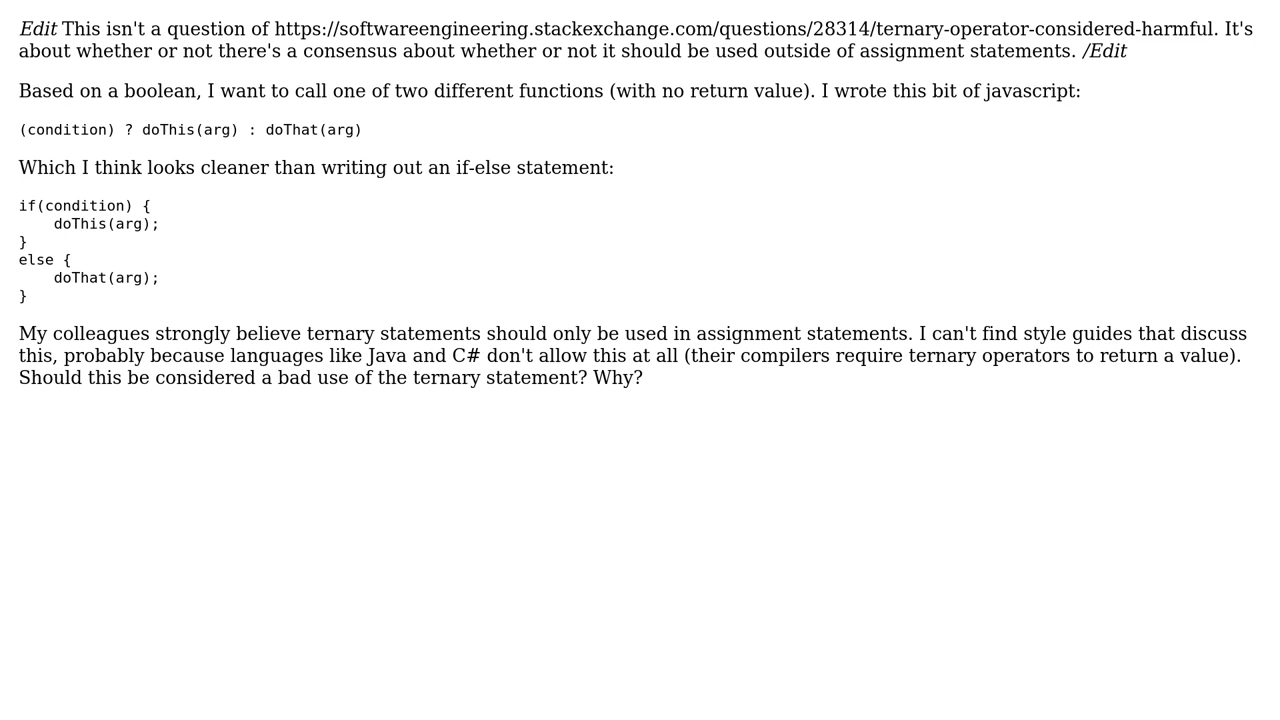 Edit This isn't a question of https://softwareengineering.stackexchange.com/questions/28314/ternary-operator-considered-harmful. It's
about whether or not there's a consensus about whether or not it should be used outside of assignment statements. /Edit
Based on a boolean, I want to call one of two different functions (with no return value). I wrote this bit of javascript:
(condition) ? doThis(arg) : doThat(arg)
Which I think looks cleaner than writing out an if-else statement:
if(condition) {
    doThis(arg);
}
else {
    doThat(arg);
}
My colleagues strongly believe ternary statements should only be used in assignment statements. I can't find style guides that discuss
this, probably because languages like Java and C# don't allow this at all (their compilers require ternary operators to return a value).
Should this be considered a bad use of the ternary statement? Why?